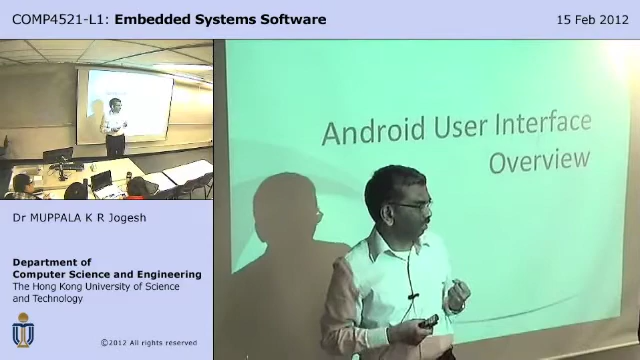 COMP4521-L1: Embedded Systems Software
15 Feb 2012
Android User Interface
Overview
Dr MUPPALA K R Jogesh
Department of
Computer Science and Engineering
The Hong Kong University of Science
and Technology
©2012 All rights reserved